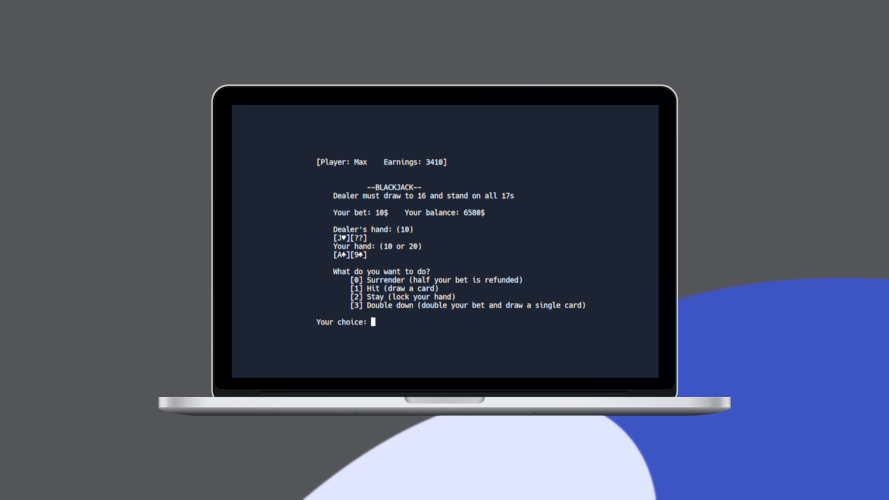 [Player: Max    Earnings: 3410]
--BLACKJACK--
Dealer must draw to 16 and stand on all 17s
Your bet: 10$    Your balance: 6580$
Dealer's hand: (10)
[J♥][??]
Your hand: (10 or 20)
[A♠][9♠]
What do you want to do?
[0] Surrender (half your bet is refunded)
[1] Hit (draw a card)
[2] Stay (lock your hand)
[3] Double down (double your bet and draw a single card)
Your choice: